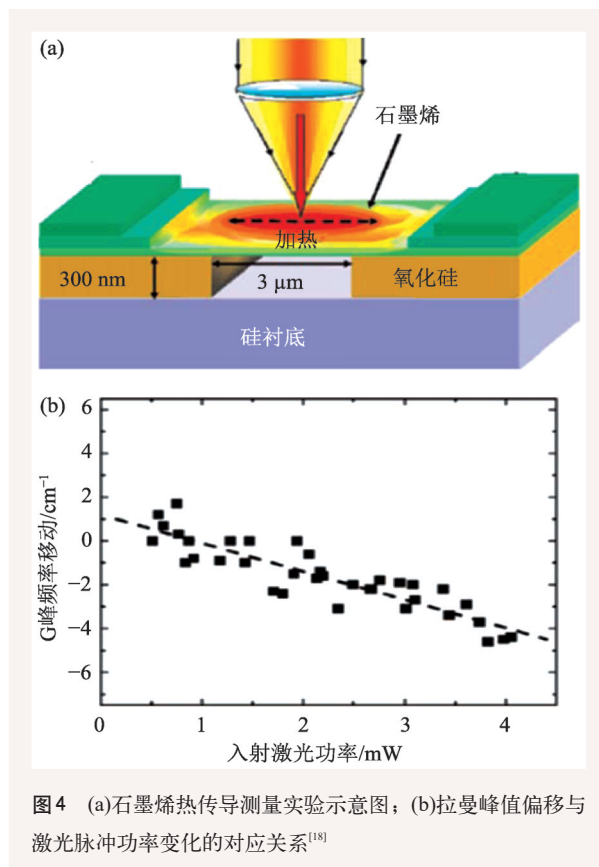 (a)
石墨烯
加热
300 nm
3 μm
氧化硅
硅衬底
(b)
6
4
2
0
−2
−4
−6
G峰频率移动/cm⁻¹
0 1 2 3 4
入射激光功率/mW
图4 (a)石墨烯热传导测量实验示意图；(b)拉曼峰值偏移与
激光脉冲功率变化的对应关系[18]